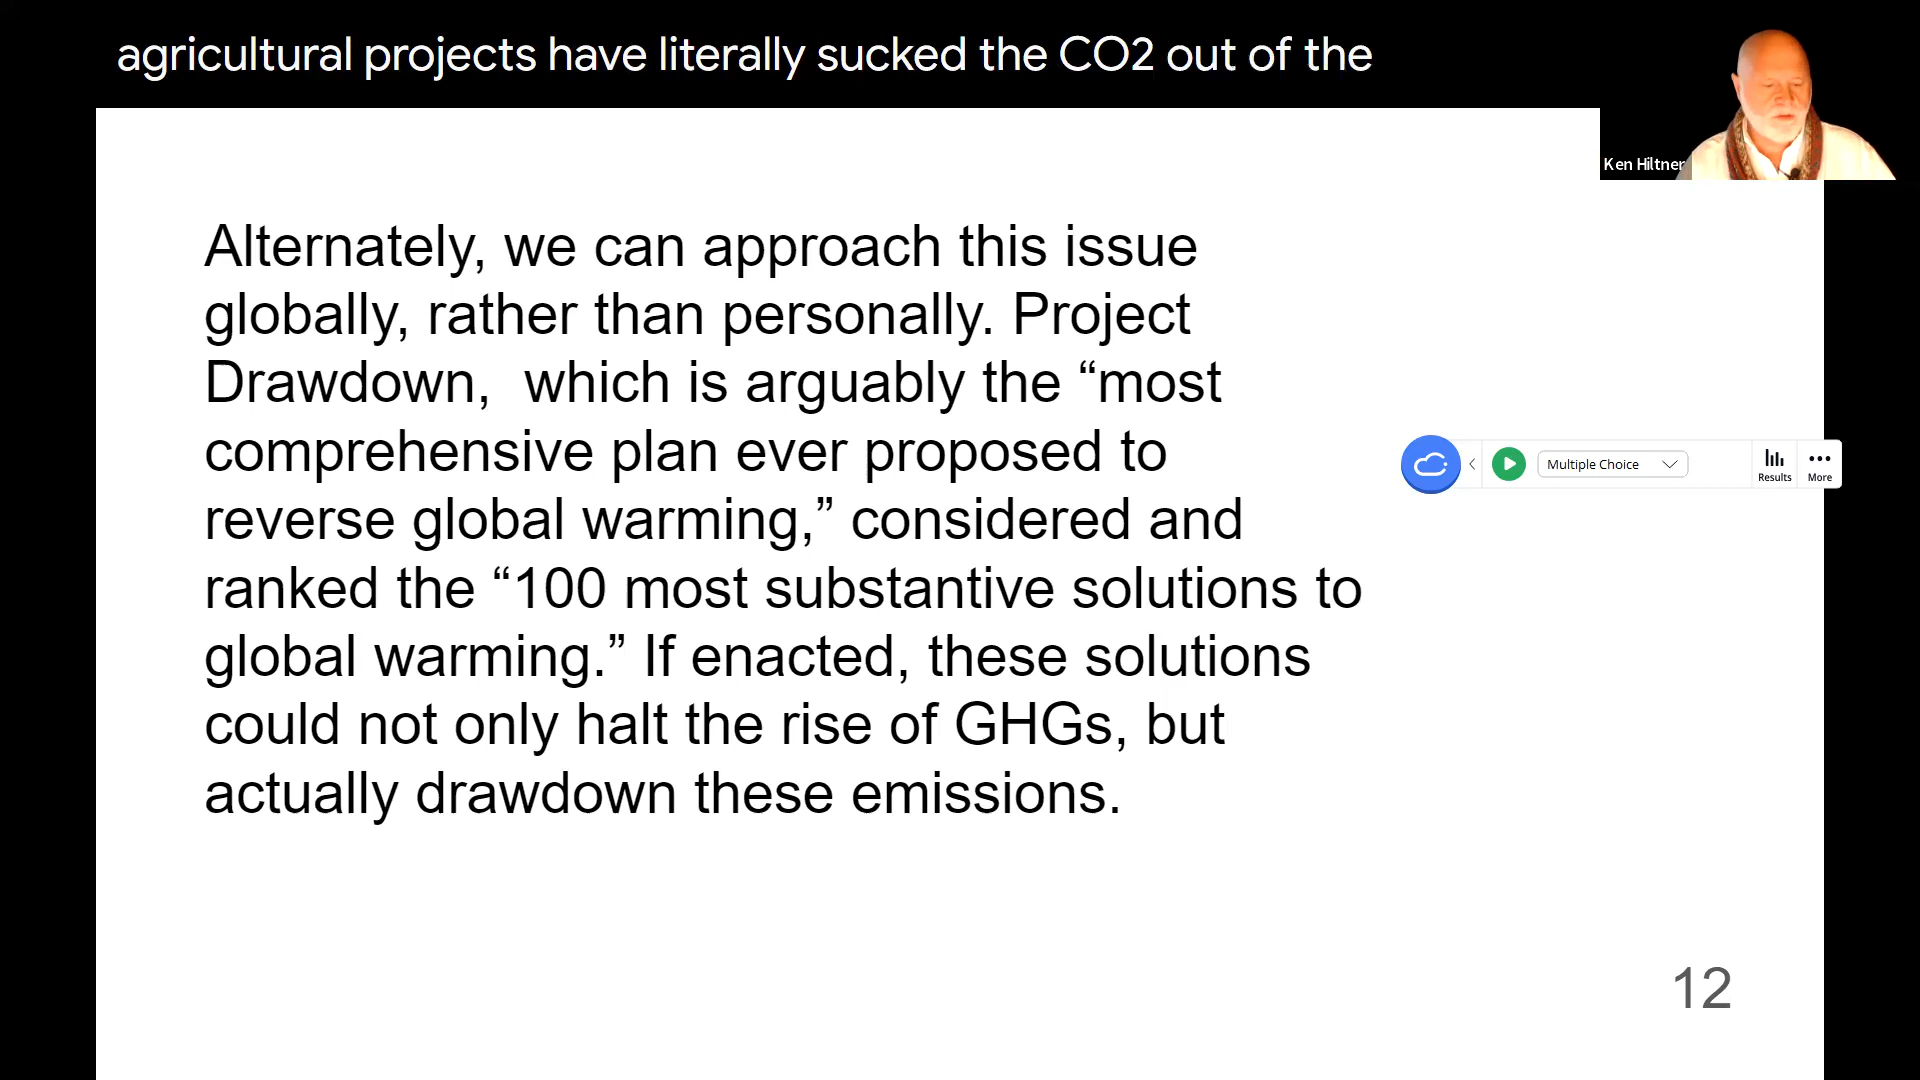 agricultural projects have literally sucked the CO2 out of the
Ken Hiltner
Alternately, we can approach this issue
globally, rather than personally. Project
Drawdown,  which is arguably the “most
comprehensive plan ever proposed to
reverse global warming,” considered and
ranked the “100 most substantive solutions to
global warming.” If enacted, these solutions
could not only halt the rise of GHGs, but
actually drawdown these emissions.
Multiple Choice
Results
More
12